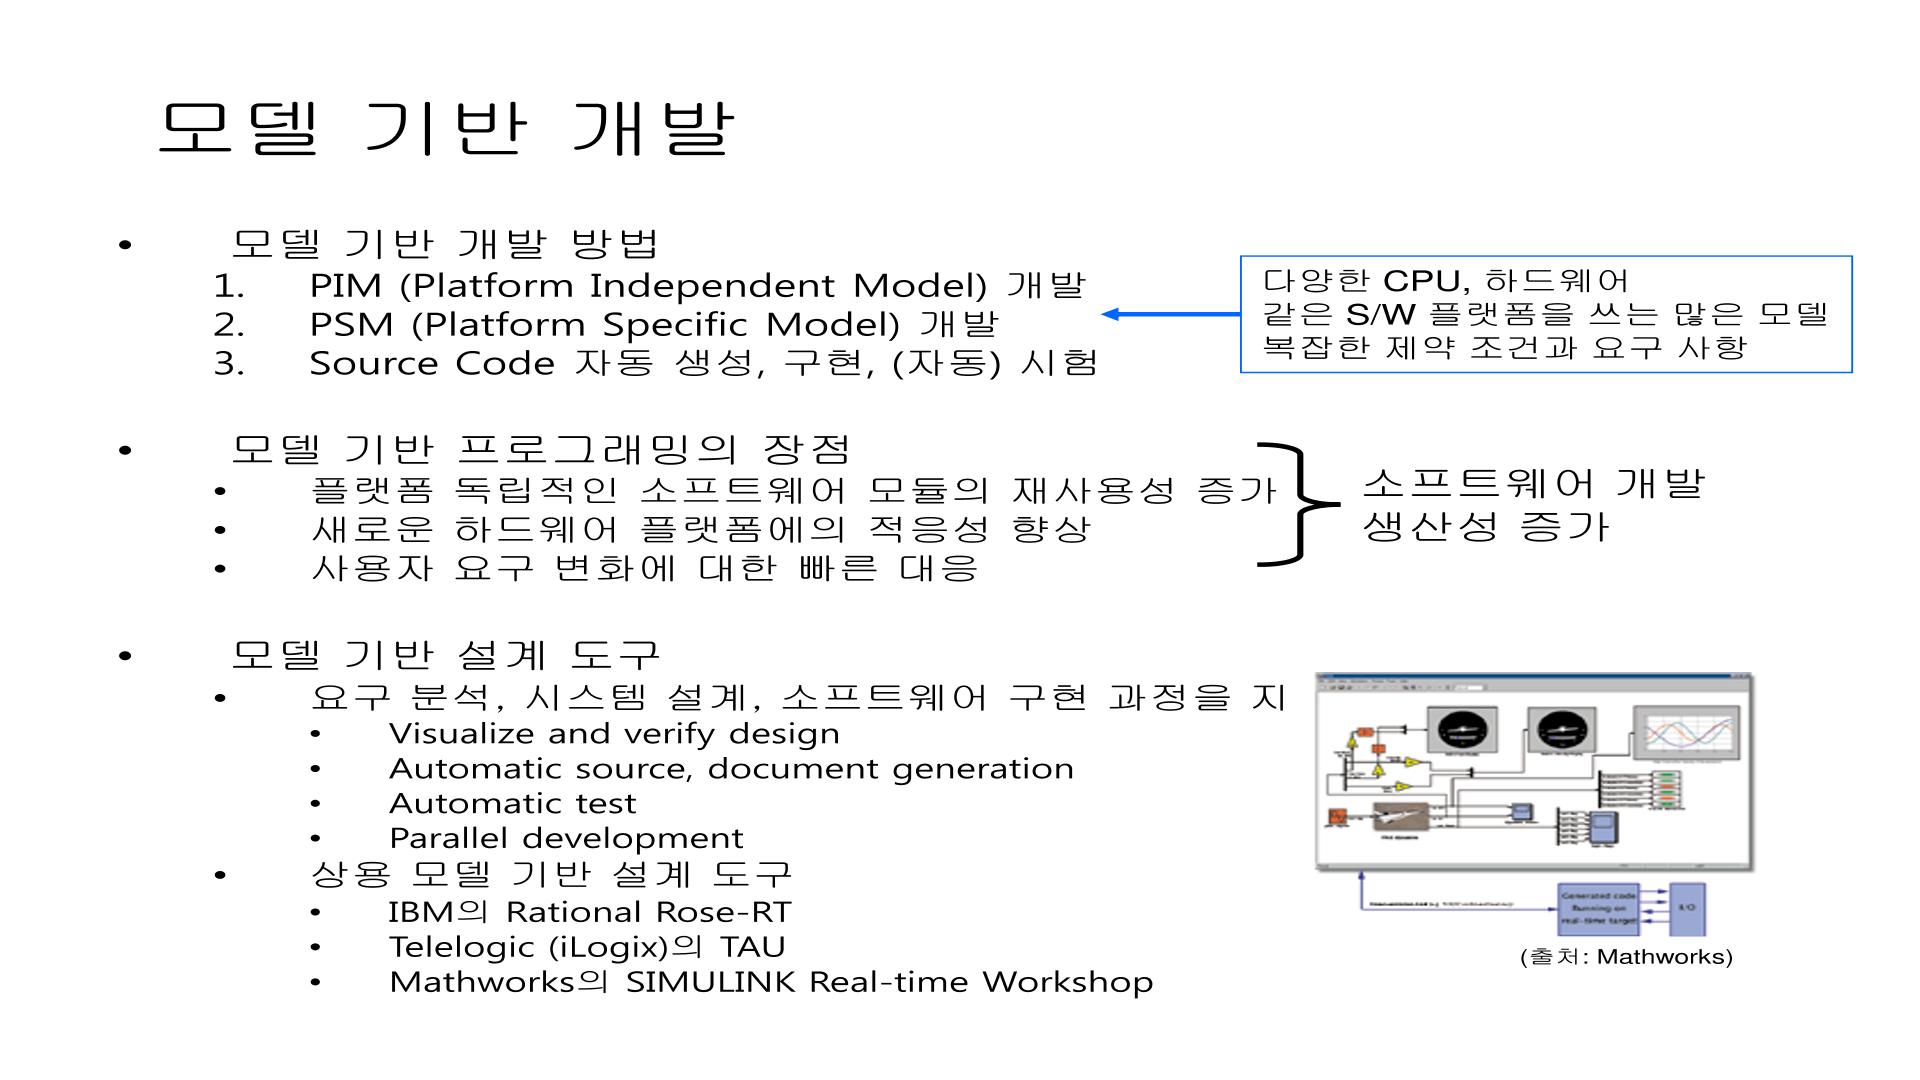 모델 기반 개발
• 모델 기반 개발 방법
1. PIM (Platform Independent Model) 개발
2. PSM (Platform Specific Model) 개발
3. Source Code 자동 생성, 구현, (자동) 시험
다양한 CPU, 하드웨어
같은 S/W 플랫폼을 쓰는 많은 모델
복잡한 제약 조건과 요구 사항
• 모델 기반 프로그래밍의 장점
• 플랫폼 독립적인 소프트웨어 모듈의 재사용성 증가
• 새로운 하드웨어 플랫폼에의 적응성 향상
• 사용자 요구 변화에 대한 빠른 대응
소프트웨어 개발
생산성 증가
• 모델 기반 설계 도구
• 요구 분석, 시스템 설계, 소프트웨어 구현 과정을 지
• Visualize and verify design
• Automatic source, document generation
• Automatic test
• Parallel development
• 상용 모델 기반 설계 도구
• IBM의 Rational Rose-RT
• Telelogic (iLogix)의 TAU
• Mathworks의 SIMULINK Real-time Workshop
Generated code
Running on
real-time target
I/O
(출처: Mathworks)